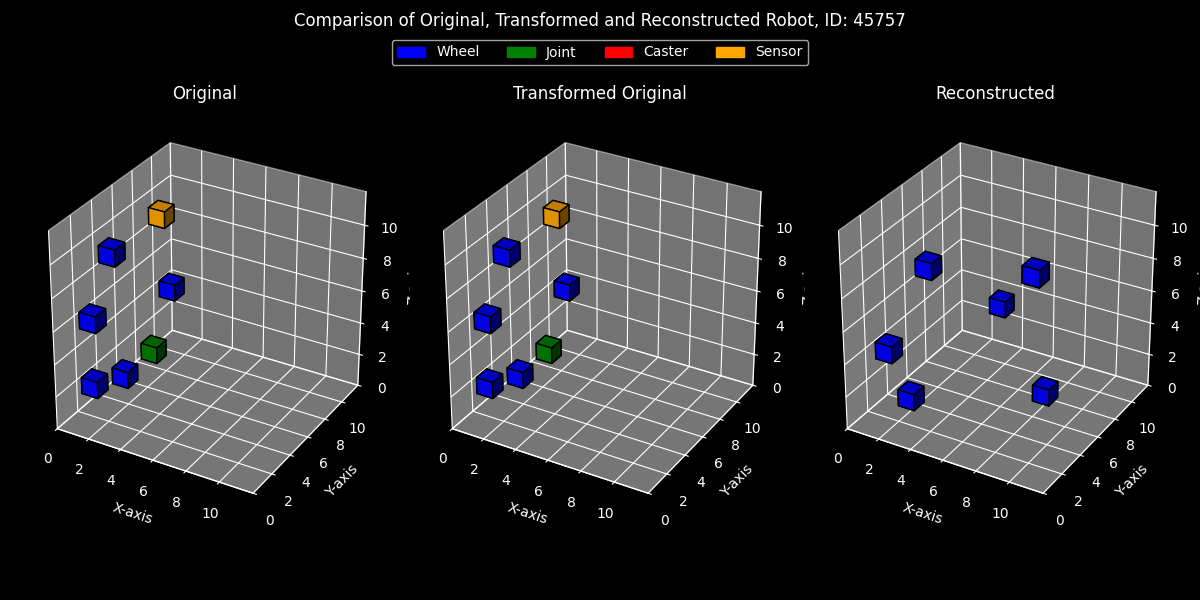 Comparison of Original, Transformed and Reconstructed Robot, ID: 45757
Wheel Joint Caster Sensor
Original Transformed Original Reconstructed
10 10 10
8 8 8
6 6 6
4 4 4
2 2 2
0 0 0
0 2 4 6 8 10
X-axis
0 2 4 6 8 10
Y-axis
0 2 4 6 8 10
X-axis
0 2 4 6 8 10
Y-axis
0 2 4 6 8 10
X-axis
0 2 4 6 8 10
Y-axis